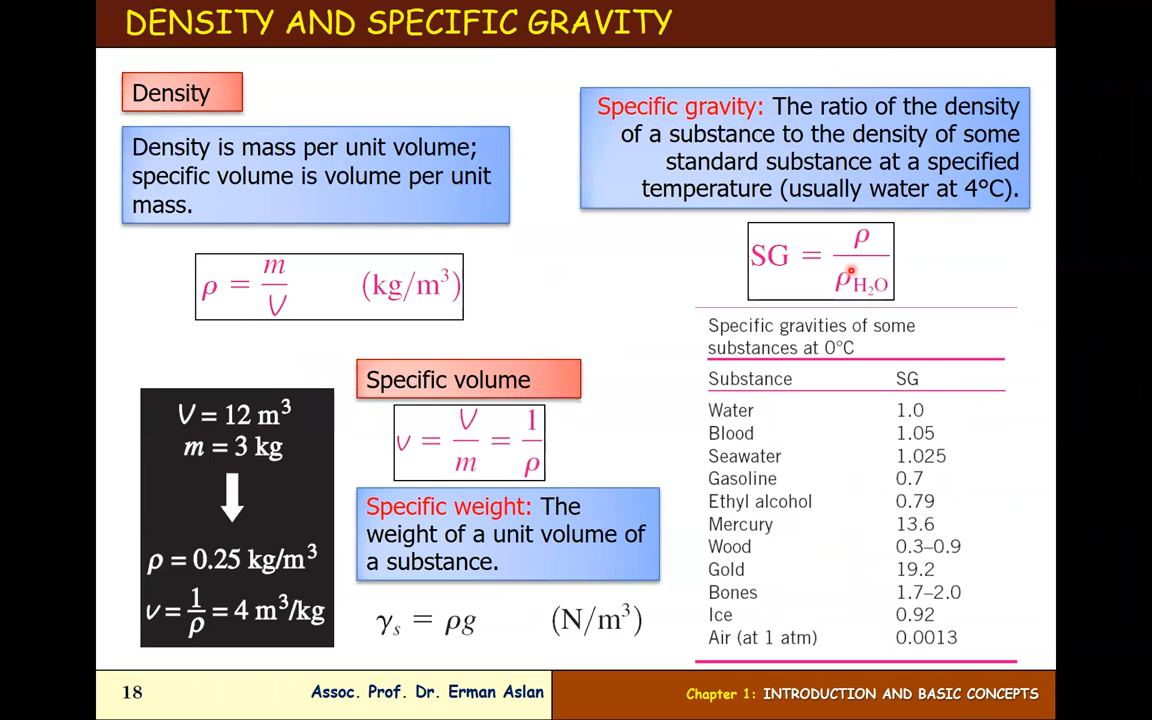 DENSITY AND SPECIFIC GRAVITY
Density
Density is mass per unit volume;
specific volume is volume per unit
mass.
ρ = m/V (kg/m³)
V = 12 m³
m = 3 kg
ρ = 0.25 kg/m³
v = 1/ρ = 4 m³/kg
Specific volume
v = V/m = 1/ρ
Specific weight: The
weight of a unit volume of
a substance.
γₛ = ρg (N/m³)
Specific gravity: The ratio of the density
of a substance to the density of some
standard substance at a specified
temperature (usually water at 4°C).
SG = ρ/ρH₂O
Specific gravities of some
substances at 0°C
Substance SG
Water 1.0
Blood 1.05
Seawater 1.025
Gasoline 0.7
Ethyl alcohol 0.79
Mercury 13.6
Wood 0.3–0.9
Gold 19.2
Bones 1.7–2.0
Ice 0.92
Air (at 1 atm) 0.0013
18
Assoc. Prof. Dr. Erman Aslan
Chapter 1: INTRODUCTION AND BASIC CONCEPTS